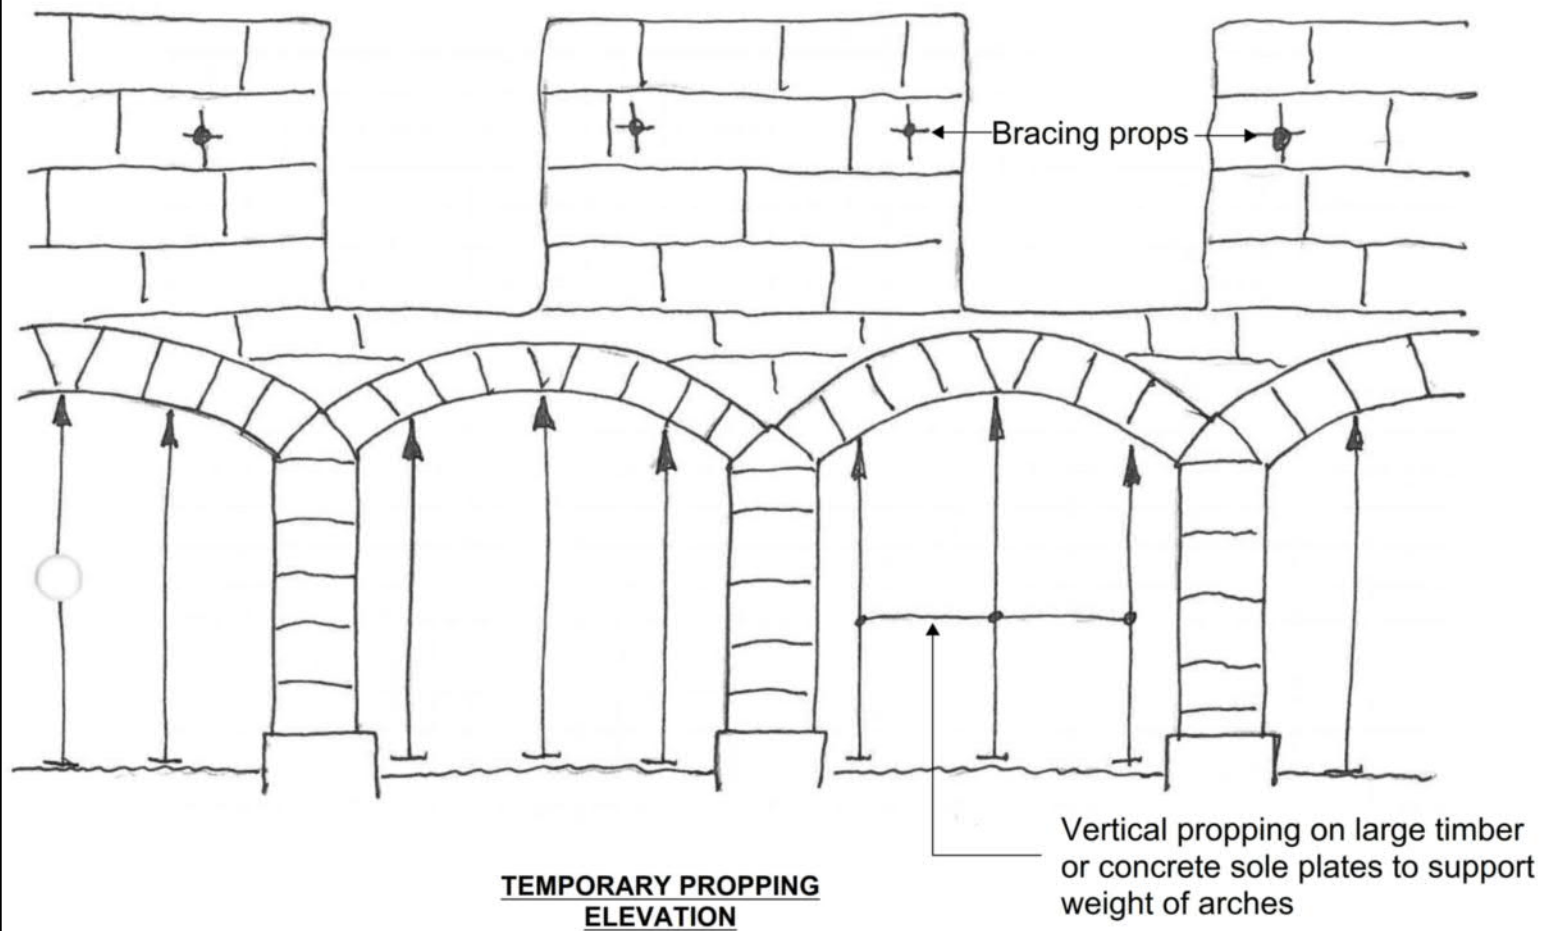 Bracing props
Vertical propping on large timber
or concrete sole plates to support
weight of arches
TEMPORARY PROPPING
ELEVATION